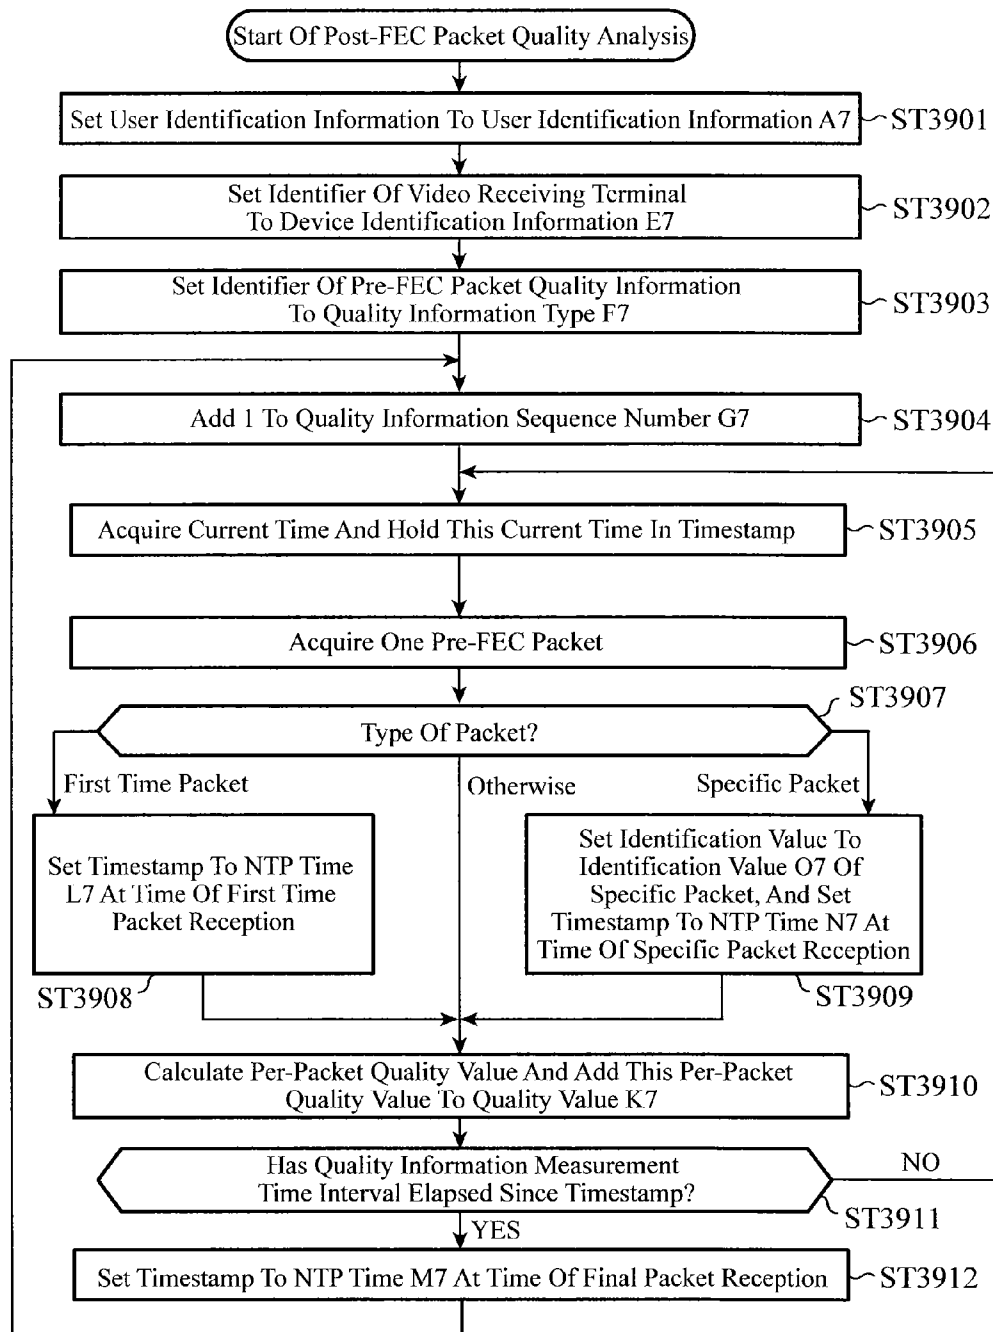 Start Of Post-FEC Packet Quality Analysis
Set User Identification Information To User Identification Information A7
ST3901
Set Identifier Of Video Receiving Terminal
To Device Identification Information E7
ST3902
Set Identifier Of Pre-FEC Packet Quality Information
To Quality Information Type F7
ST3903
Add 1 To Quality Information Sequence Number G7
ST3904
Acquire Current Time And Hold This Current Time In Timestamp
ST3905
Acquire One Pre-FEC Packet
ST3906
ST3907
Type Of Packet?
First Time Packet
Otherwise
Specific Packet
Set Timestamp To NTP Time
L7 At Time Of First Time
Packet Reception
ST3908
Set Identification Value To
Identification Value O7 Of
Specific Packet, And Set
Timestamp To NTP Time N7 At
Time Of Specific Packet Reception
ST3909
Calculate Per-Packet Quality Value And Add This Per-Packet
Quality Value To Quality Value K7
ST3910
Has Quality Information Measurement
Time Interval Elapsed Since Timestamp?
NO
ST3911
YES
Set Timestamp To NTP Time M7 At Time Of Final Packet Reception
ST3912